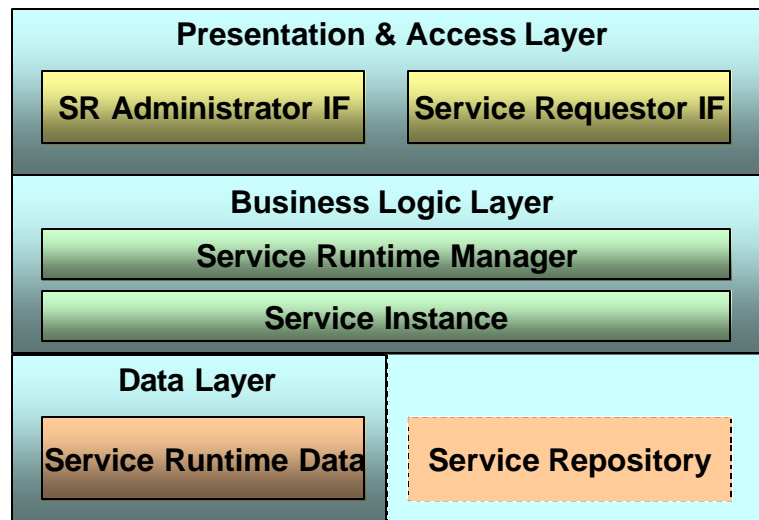 Presentation & Access Layer
SR Administrator IF
Service Requestor IF
Business Logic Layer
Service Runtime Manager
Service Instance
Data Layer
Service Runtime Data
Service Repository